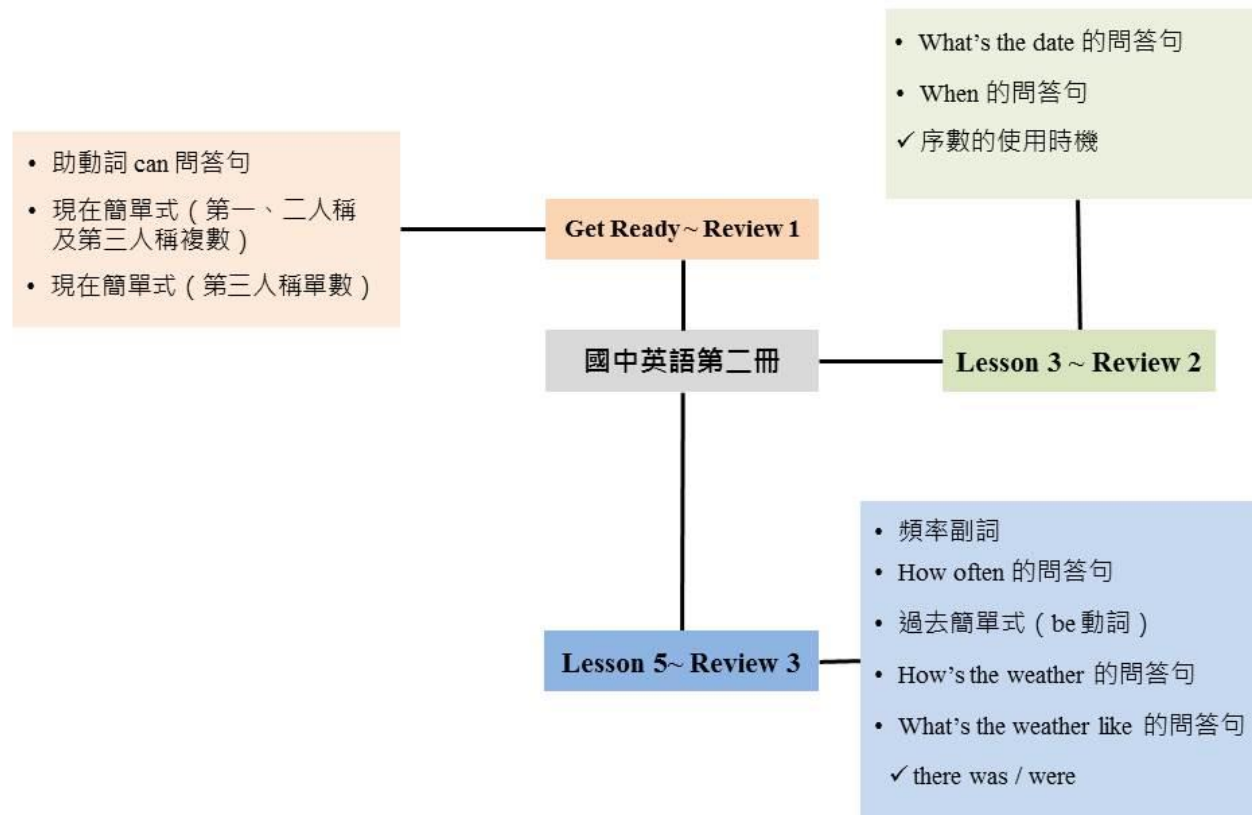 • What's the date 的問答句
• When 的問答句
✓ 序數的使用時機
• 助動詞 can 問答句
• 現在簡單式（第一、二人稱
及第三人稱複數）
• 現在簡單式（第三人稱單數）
Get Ready ~ Review 1
國中英語第二冊
Lesson 3 ~ Review 2
Lesson 5~ Review 3
• 頻率副詞
• How often 的問答句
• 過去簡單式（be 動詞）
• How's the weather 的問答句
• What's the weather like 的問答句
✓ there was / were